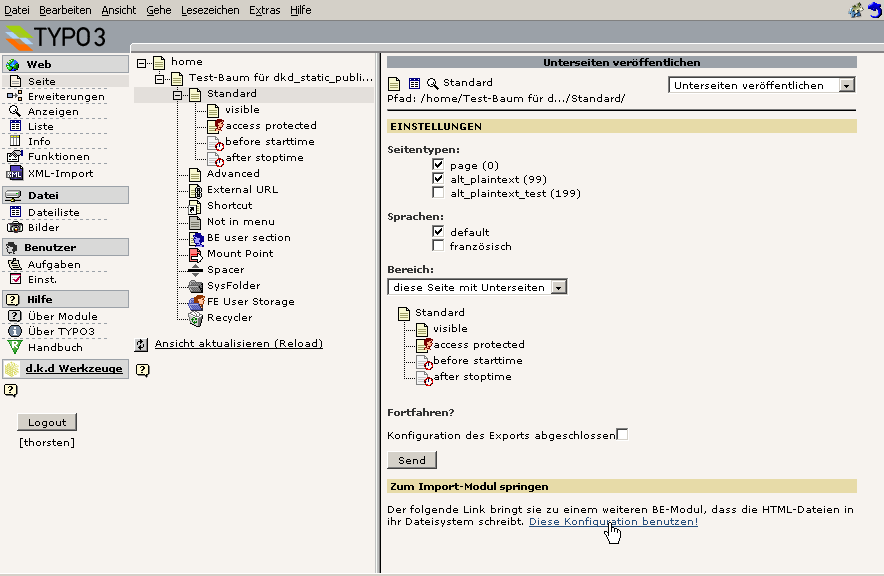 Datei Bearbeiten Ansicht Gehe Lesezeichen Extras Hilfe
TYPO3
Web
Seite
Erweiterungen
Anzeigen
Liste
Info
Funktionen
XML-Import
Datei
Dateiliste
Bilder
Benutzer
Aufgaben
Einst.
Hilfe
Über Module
Über TYPO3
Handbuch
d.k.d Werkzeuge
Logout
[thorsten]
home
Test-Baum für dkd_static_publi...
Standard
visible
access protected
before starttime
after stoptime
Advanced
External URL
Shortcut
Not in menu
BE user section
Mount Point
Spacer
SysFolder
FE User Storage
Recycler
Ansicht aktualisieren (Reload)
Unterseiten veröffentlichen
Standard
Unterseiten veröffentlichen
Pfad: /home/Test-Baum für d.../Standard/
EINSTELLUNGEN
Seitentypen:
page (0)
alt_plaintext (99)
alt_plaintext_test (199)
Sprachen:
default
französisch
Bereich:
diese Seite mit Unterseiten
Standard
visible
access protected
before starttime
after stoptime
Fortfahren?
Konfiguration des Exports abgeschlossen
Send
Zum Import-Modul springen
Der folgende Link bringt sie zu einem weiteren BE-Modul, dass die HTML-Dateien in
ihr Dateisystem schreibt. Diese Konfiguration benutzen!